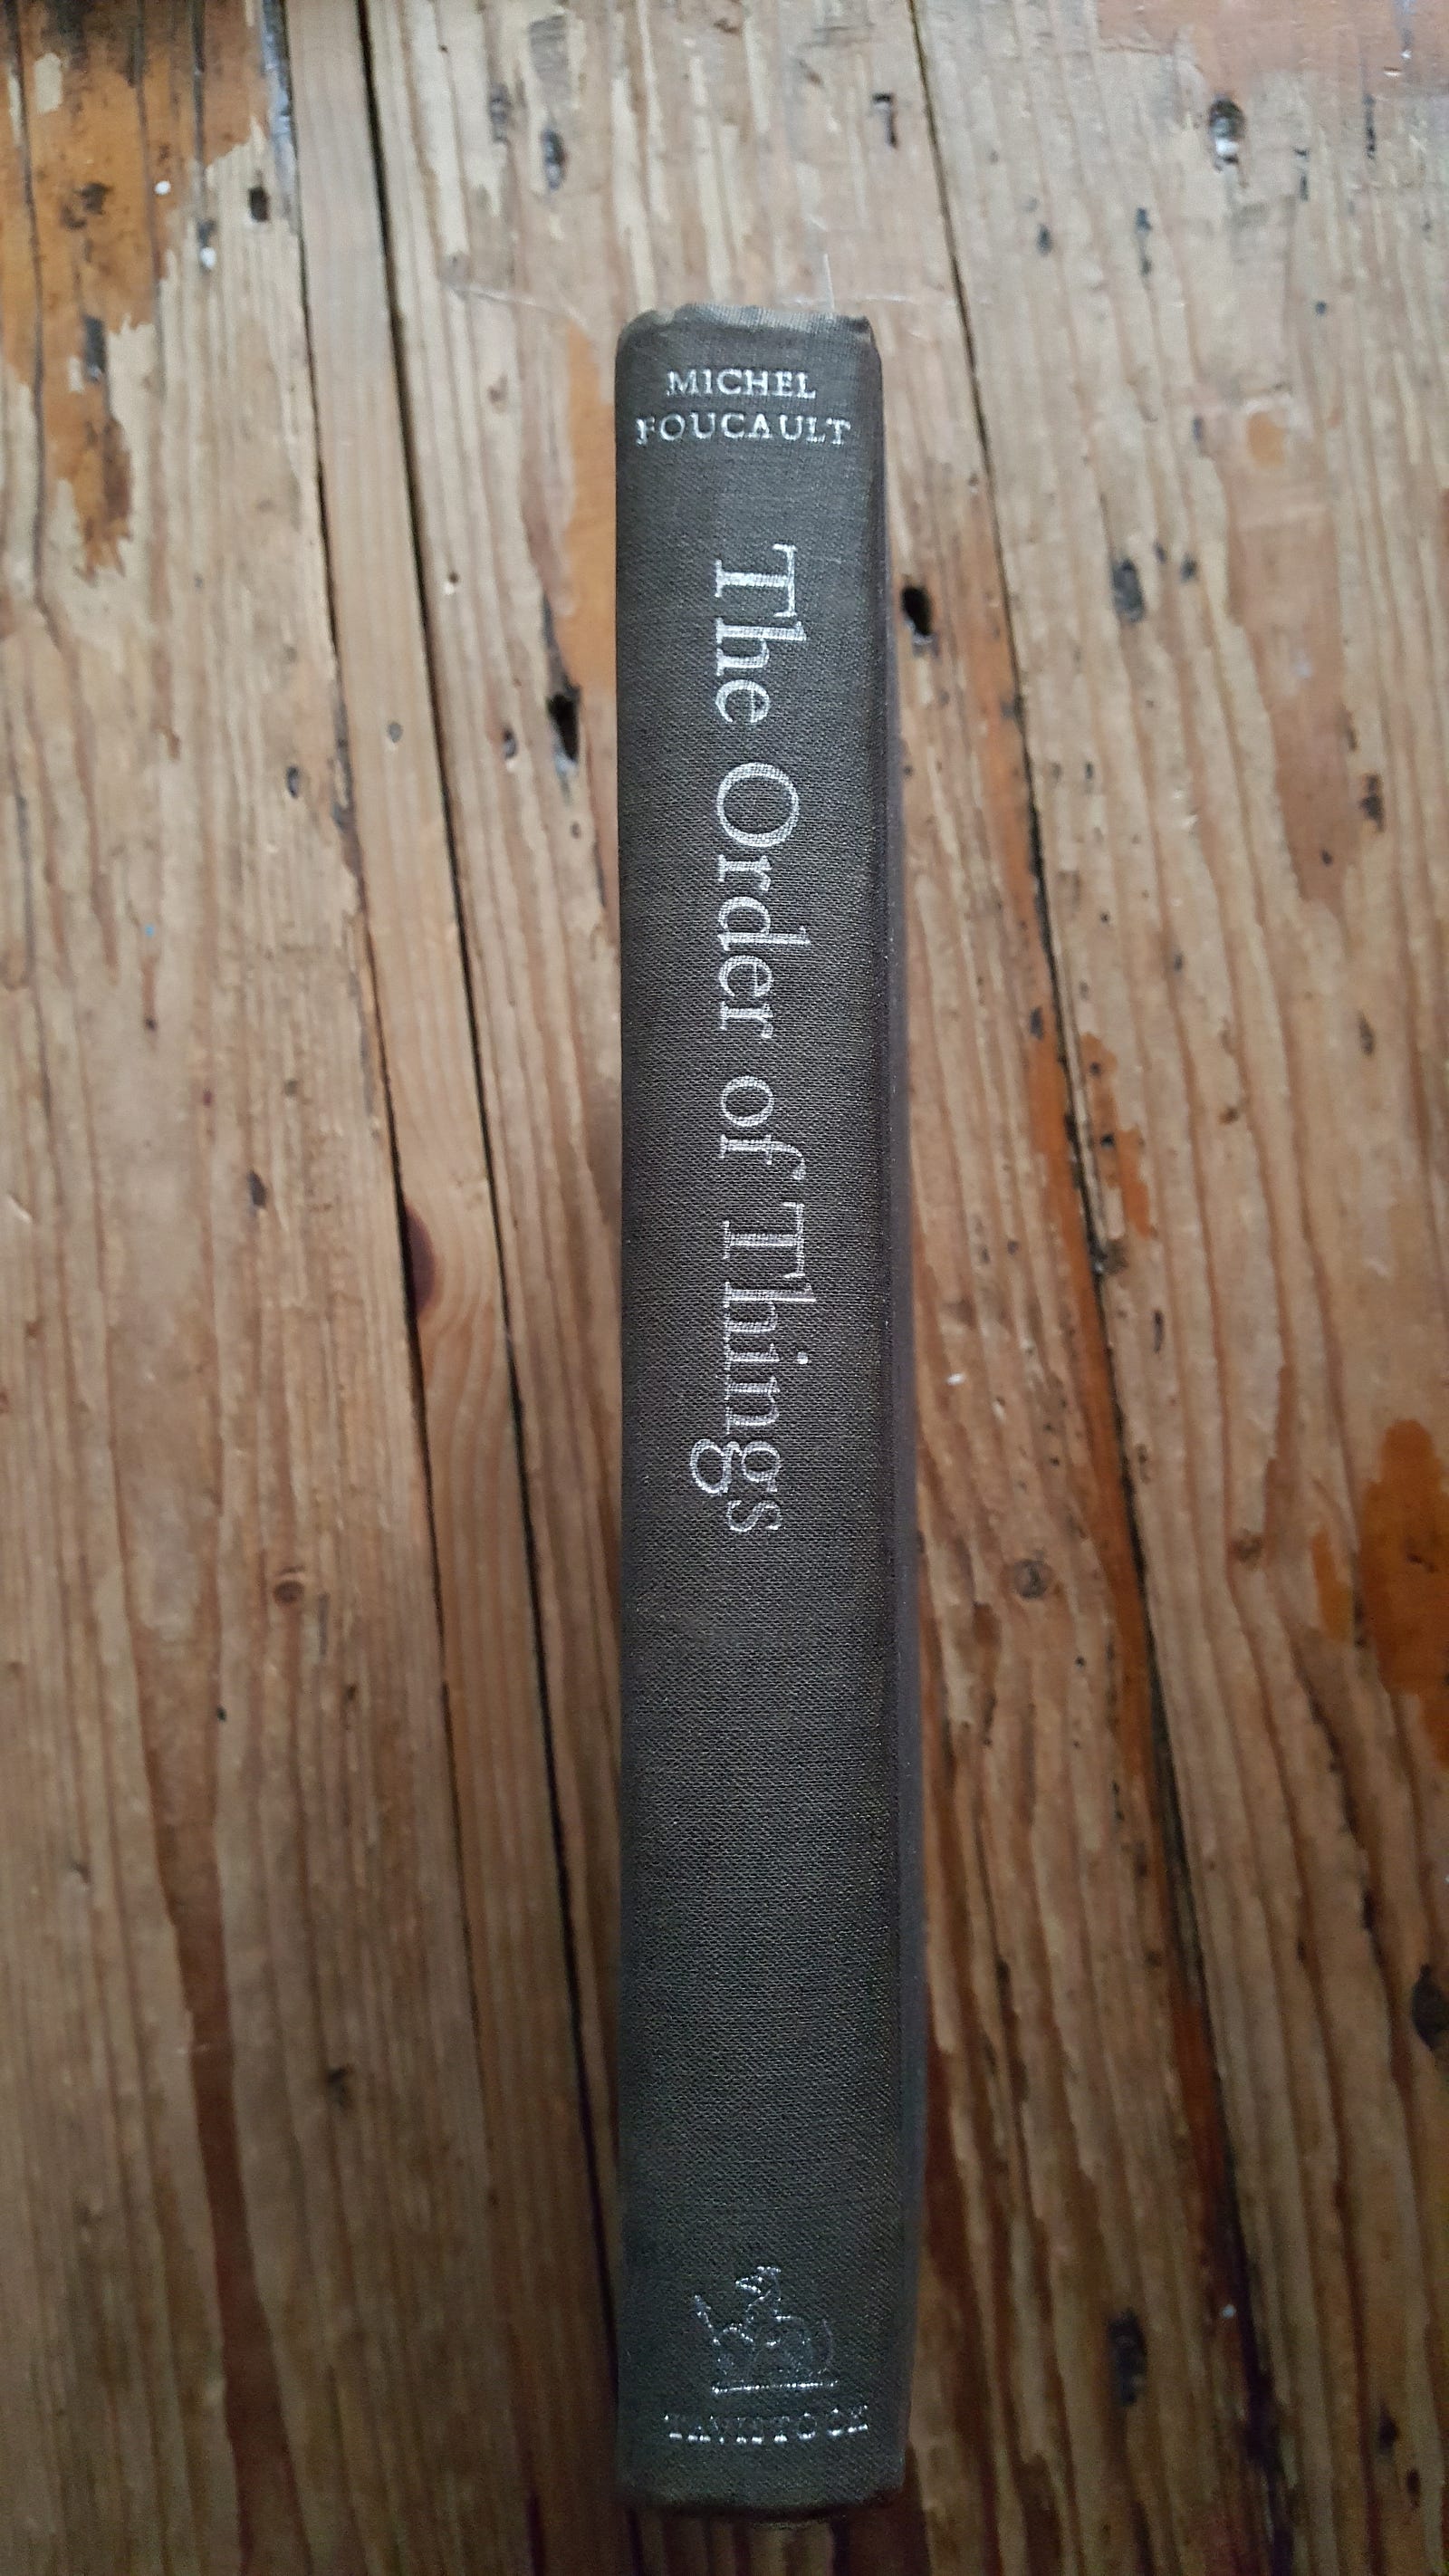 MICHEL
FOUCAULT
The Order of Things
TAVISTOCK